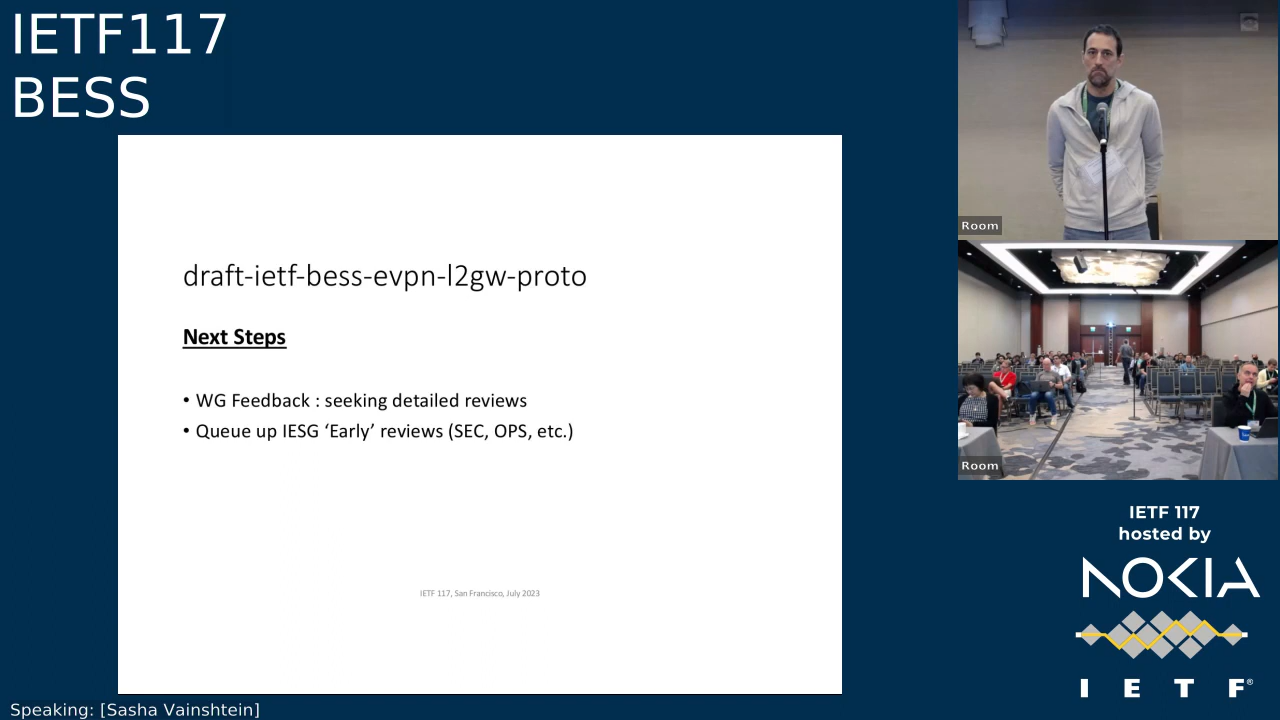 IETF117
BESS
draft-ietf-bess-evpn-l2gw-proto
Next Steps
• WG Feedback : seeking detailed reviews
• Queue up IESG ‘Early’ reviews (SEC, OPS, etc.)
IETF 117, San Francisco, July 2023
Room
Room
IETF 117
hosted by
NOKIA
I E T F®
Speaking: [Sasha Vainshtein]